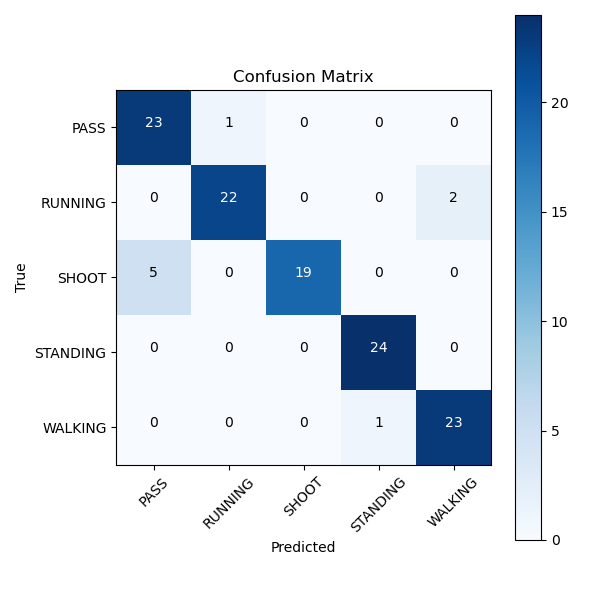 Confusion Matrix
PASS 23 1 0 0 0
RUNNING 0 22 0 0 2
SHOOT 5 0 19 0 0
STANDING 0 0 0 24 0
WALKING 0 0 0 1 23
True
PASS RUNNING SHOOT STANDING WALKING
Predicted
20
15
10
5
0